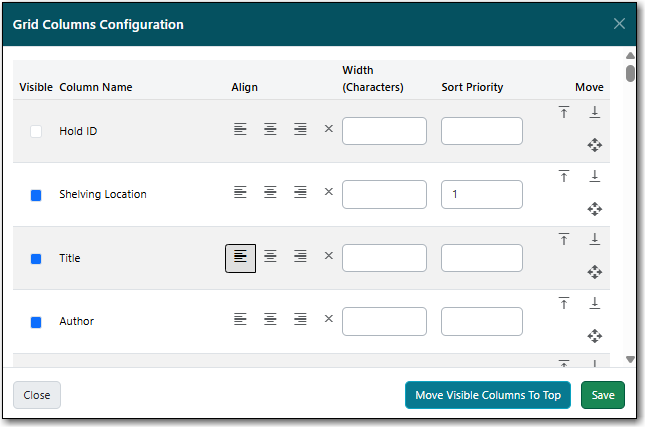 Grid Columns Configuration
Visible Column Name Align Width (Characters) Sort Priority Move
Hold ID
Shelving Location 1
Title
Author
Close Move Visible Columns To Top Save